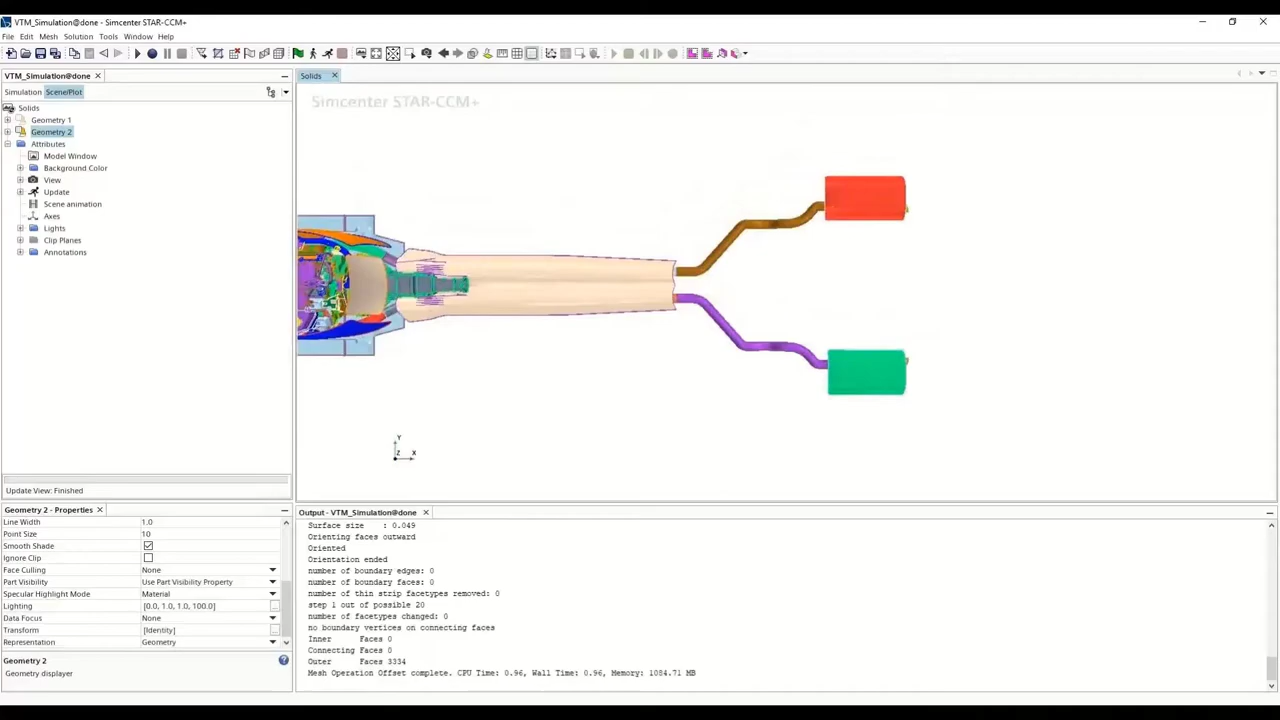 VTM_Simulation@done - Simcenter STAR-CCM+
File Edit Mesh Solution Tools Window Help
VTM_Simulation@done
Simulation Scene/Plot
Solids
Geometry 1
Geometry 2
Attributes
Model Window
Background Color
View
Update
Scene animation
Axes
Lights
Clip Planes
Annotations
Update View: Finished
Geometry 2 - Properties
Line Width 1.0
Point Size 10
Smooth Shade
Ignore Clip
Face Culling None
Part Visibility Use Part Visibility Property
Specular Highlight Mode Material
Lighting [0.0, 1.0, 1.0, 100.0]
Data Focus None
Transform [Identity]
Representation Geometry
Geometry 2
Geometry displayer
Solids
Simcenter STAR-CCM+
Y
Z X
Output - VTM_Simulation@done
Surface size : 0.049
Orienting faces outward
Oriented
Orientation ended
number of boundary edges: 0
number of boundary faces: 0
number of thin strip facetypes removed: 0
step 1 out of possible 20
number of facetypes changed: 0
no boundary vertices on connecting faces
Inner Faces 0
Connecting Faces 0
Outer Faces 3334
Mesh Operation Offset complete. CPU Time: 0.96, Wall Time: 0.96, Memory: 1084.71 MB